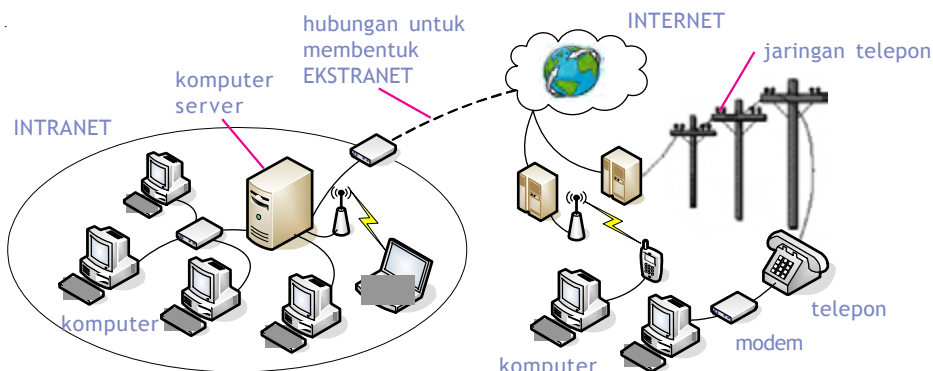 hubungan untuk
membentuk
EKSTRANET
INTERNET
jaringan telepon
komputer
server
INTRANET
komputer
telepon
modem
komputer